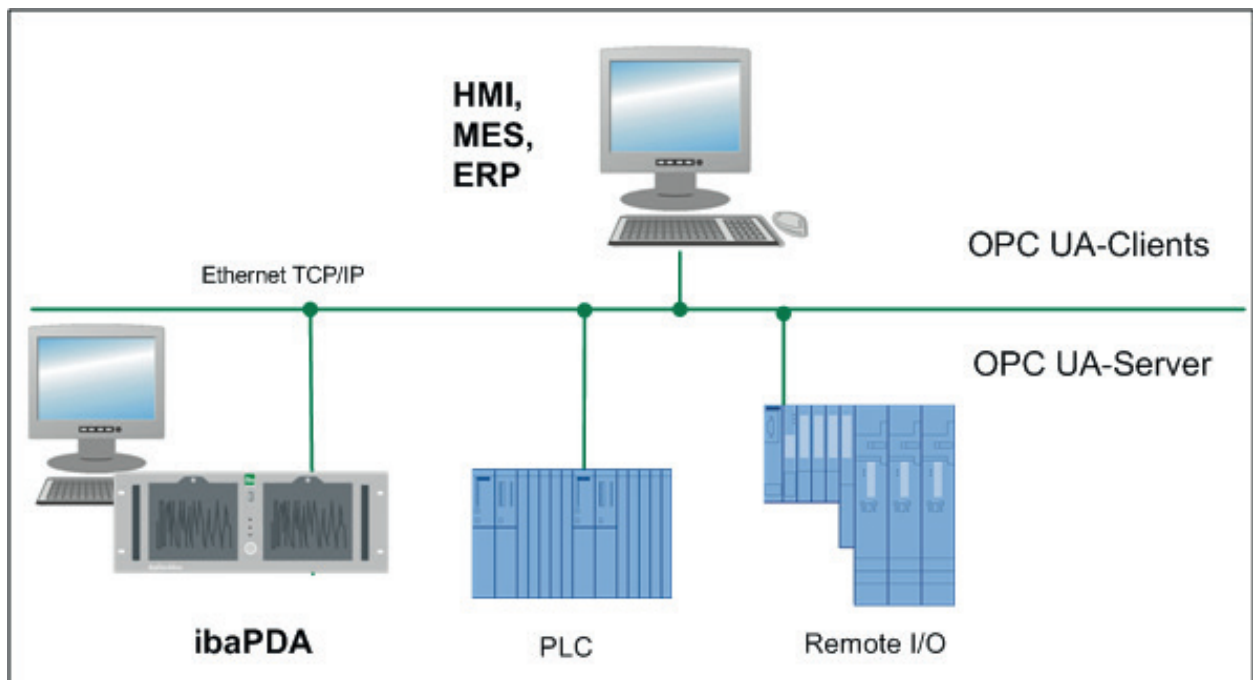 HMI,
MES,
ERP
OPC UA-Clients
Ethernet TCP/IP
OPC UA-Server
ibaPDA
PLC
Remote I/O